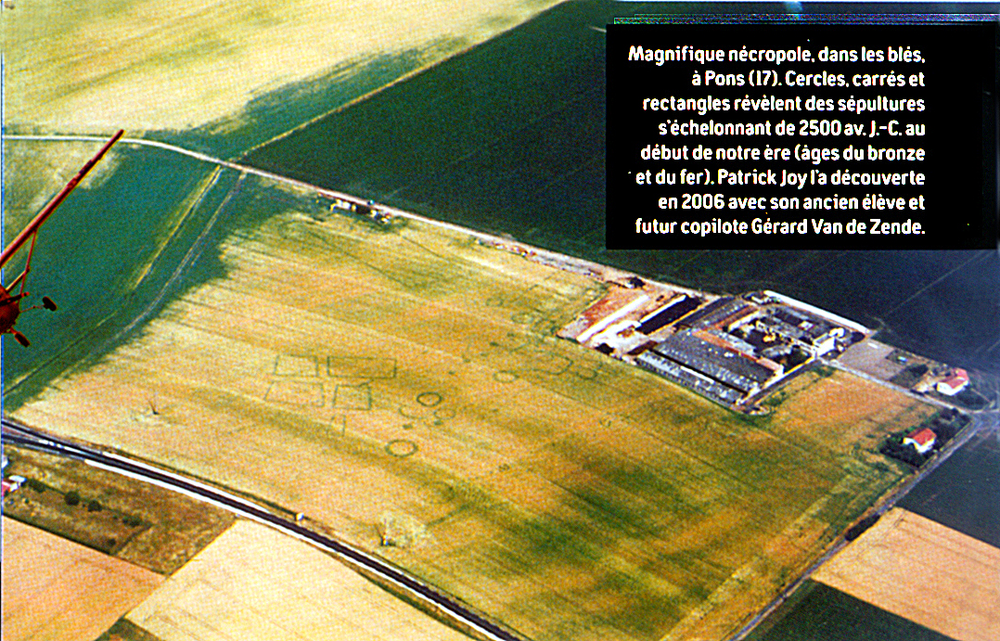 Magnifique nécropole, dans les blés,
à Pons (17). Cercles, carrés et
rectangles révèlent des sépultures
s'échelonnant de 2500 av. J.-C. au
début de notre ère (âges du bronze
et du fer). Patrick Joy l'a découverte
en 2006 avec son ancien élève et
futur copilote Gérard Van de Zende.